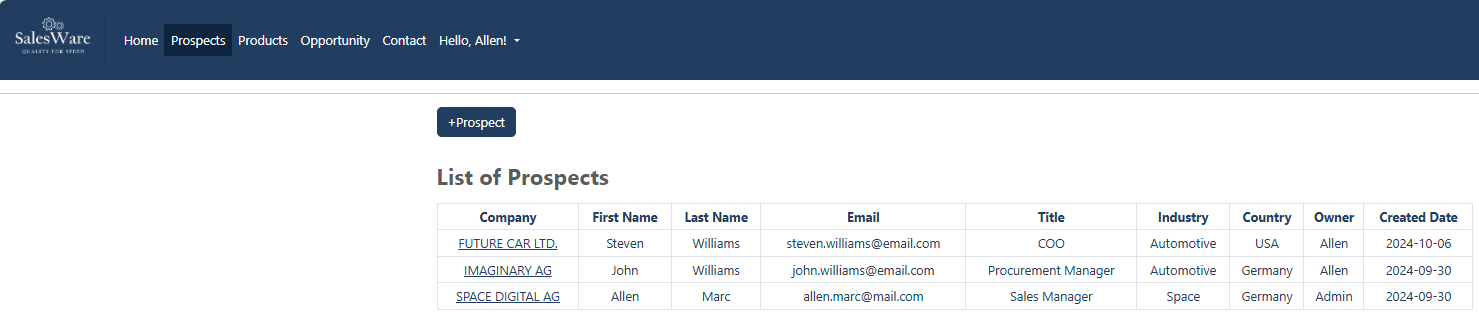 SalesWare
QUALITY FOR SPEED
Home Prospects Products Opportunity Contact Hello, Allen!
+Prospect
List of Prospects
Company First Name Last Name Email Title Industry Country Owner Created Date
FUTURE CAR LTD. Steven Williams steven.williams@email.com COO Automotive USA Allen 2024-10-06
IMAGINARY AG John Williams john.williams@email.com Procurement Manager Automotive Germany Allen 2024-09-30
SPACE DIGITAL AG Allen Marc allen.marc@mail.com Sales Manager Space Germany Admin 2024-09-30